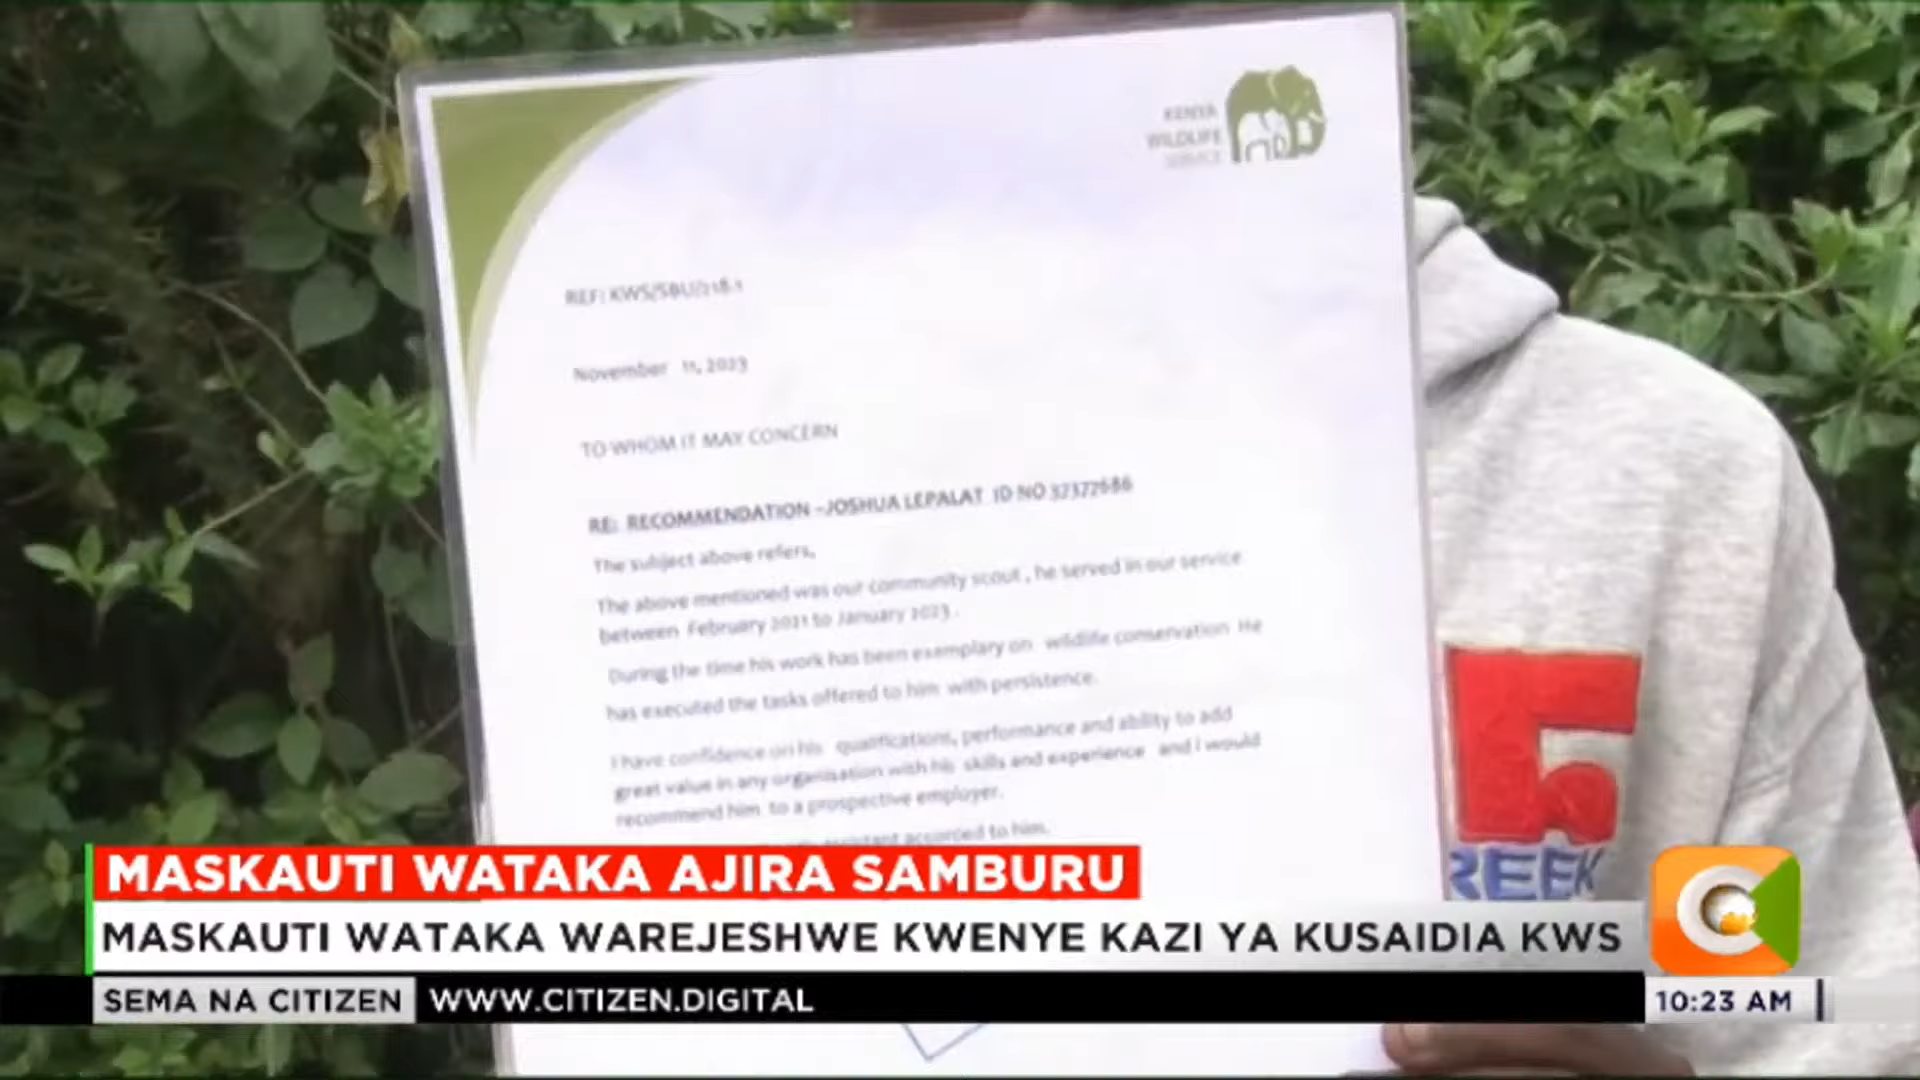 KENYA
WILDLIFE
SERVICE
REF: KWS/SBU/218-1
November 11, 2023
TO WHOM IT MAY CONCERN
RE: RECOMMENDATION -JOSHUA LEPALAT ID NO 37377686
The subject above refers,
The above mentioned was our community scout , he served in our service
between February 2021 to January 2023 .
During the time his work has been exemplary on wildlife conservation He
has executed the tasks offered to him with persistence.
I have confidence on his qualifications, performance and ability to add
great value in any organisation with his skills and experience and I would
recommend him to a prospective employer.
accorded to him.
REEK
MASKAUTI WATAKA AJIRA SAMBURU
MASKAUTI WATAKA WAREJESHWE KWENYE KAZI YA KUSAIDIA KWS
SEMA NA CITIZEN WWW.CITIZEN.DIGITAL
10:23 AM